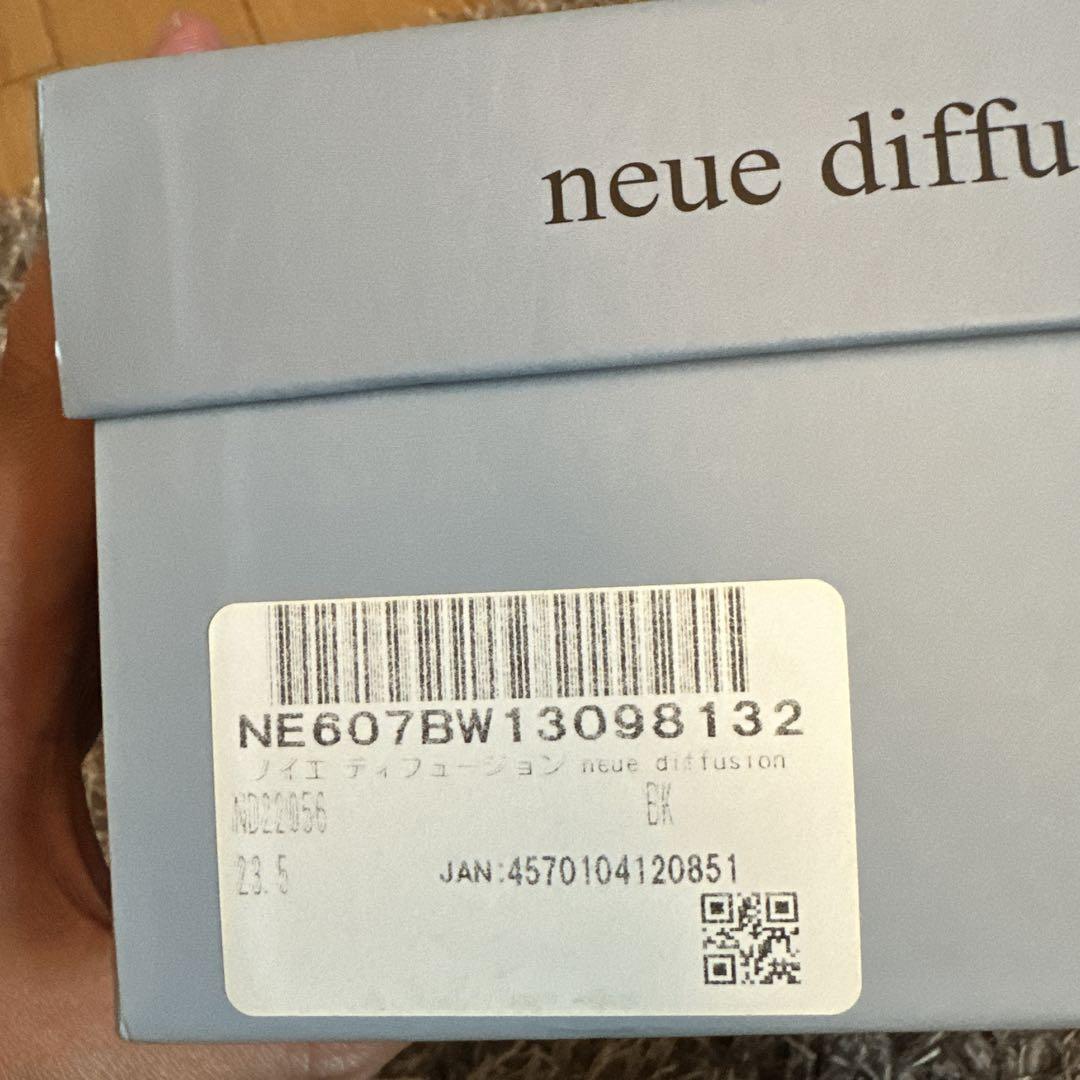 neue diffu
NE607BW13098132
ノイエ ディフュージョン neue diffusion
ND22056 BK
23.5 JAN:4570104120851